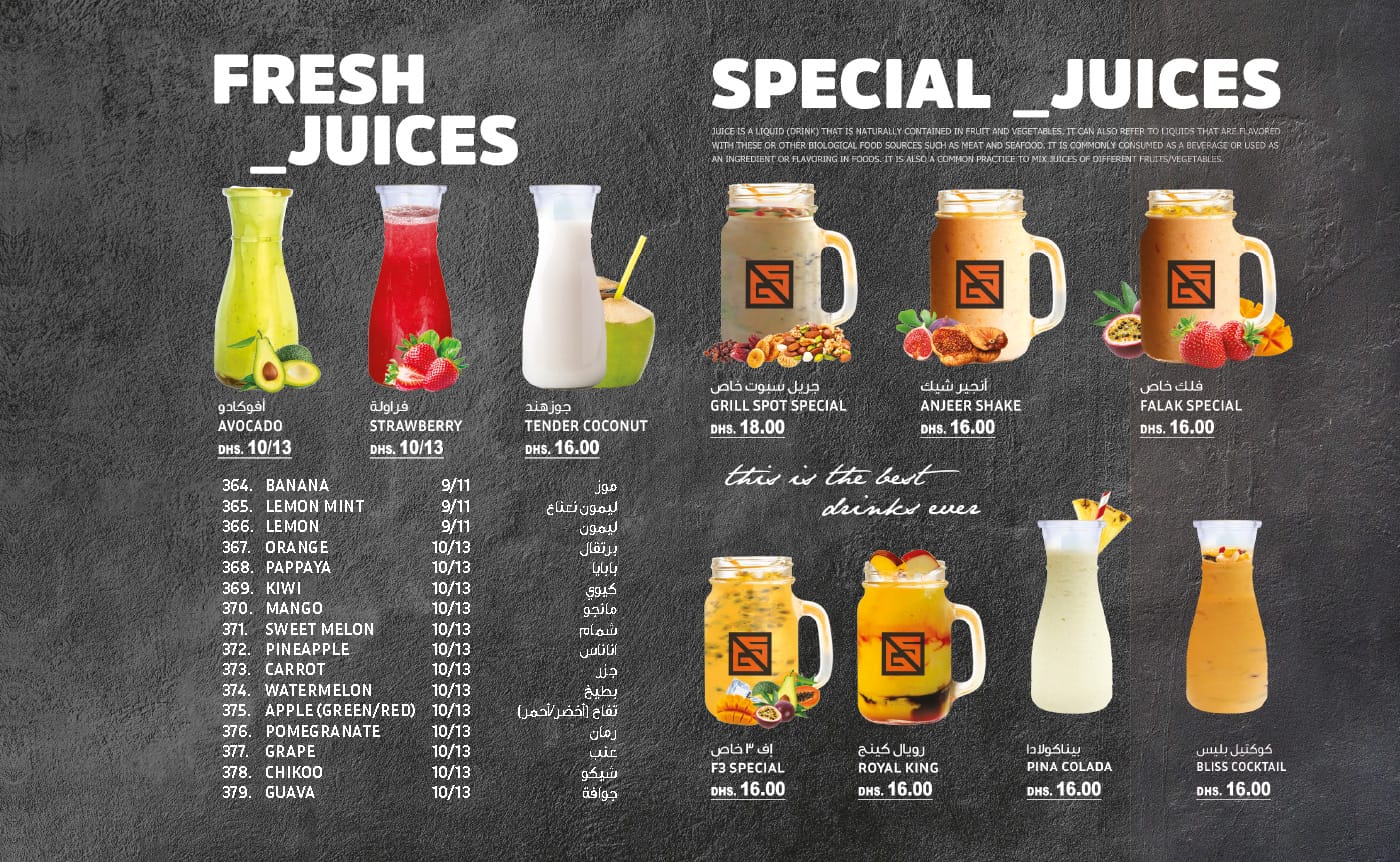 FRESH
_JUICES
أفوكادو
AVOCADO
DHS. 10/13
فراولة
STRAWBERRY
DHS. 10/13
جوزهند
TENDER COCONUT
DHS. 16.00
364. BANANA 9/11 موز
365. LEMON MINT 9/11 ليمون نعناع
366. LEMON 9/11 ليمون
367. ORANGE 10/13 برتقال
368. PAPPAYA 10/13 بابايا
369. KIWI 10/13 كيوي
370. MANGO 10/13 مانجو
371. SWEET MELON 10/13 شمام
372. PINEAPPLE 10/13 اناناس
373. CARROT 10/13 جزر
374. WATERMELON 10/13 بطيخ
375. APPLE (GREEN/RED) 10/13 تفاح (أخضر/أحمر)
376. POMEGRANATE 10/13 رمان
377. GRAPE 10/13 عنب
378. CHIKOO 10/13 شيكو
379. GUAVA 10/13 جوافة
SPECIAL _JUICES
JUICE IS A LIQUID (DRINK) THAT IS NATURALLY CONTAINED IN FRUIT AND VEGETABLES. IT CAN ALSO REFER TO LIQUIDS THAT ARE FLAVORED
WITH THESE OR OTHER BIOLOGICAL FOOD SOURCES SUCH AS MEAT AND SEAFOOD. IT IS COMMONLY CONSUMED AS A BEVERAGE OR USED AS
AN INGREDIENT OR FLAVORING IN FOODS. IT IS ALSO A COMMON PRACTICE TO MIX JUICES OF DIFFERENT FRUITS/VEGETABLES.
جريل سبوت خاص
GRILL SPOT SPECIAL
DHS. 18.00
أنجير شيك
ANJEER SHAKE
DHS. 16.00
فلك خاص
FALAK SPECIAL
DHS. 16.00
this is the best
drinks ever
إف ٣ خاص
F3 SPECIAL
DHS. 16.00
رويال كينج
ROYAL KING
DHS. 16.00
بيناكولادا
PINA COLADA
DHS. 16.00
كوكتيل بليس
BLISS COCKTAIL
DHS. 16.00